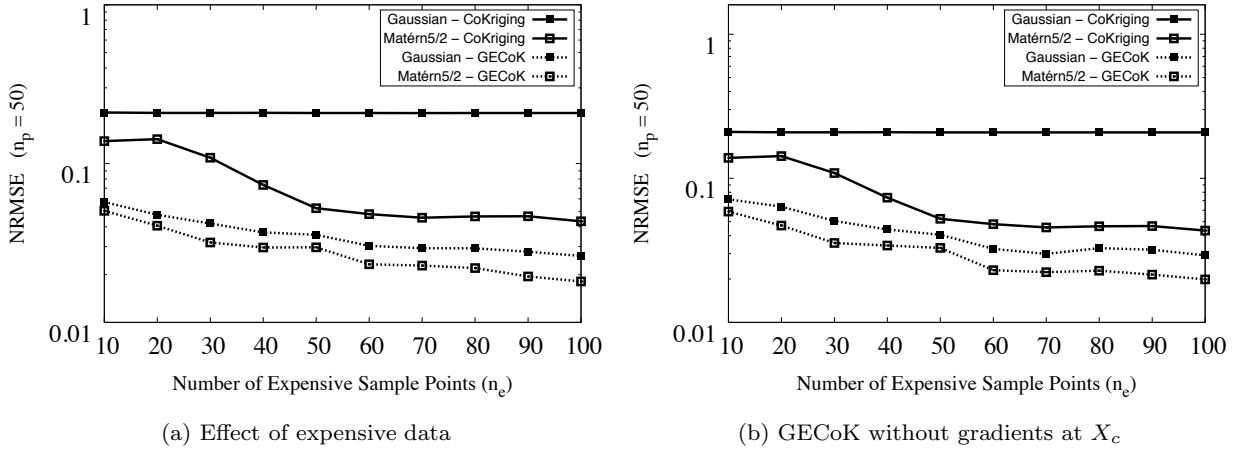 1
0.1
0.01
NRMSE (n_p = 50)
Gaussian − CoKriging
Matérn5/2 − CoKriging
Gaussian − GECoK
Matérn5/2 − GECoK
10 20 30 40 50 60 70 80 90 100
Number of Expensive Sample Points (n_e)
(a) Effect of expensive data
1
0.1
0.01
NRMSE (n_p = 50)
Gaussian − CoKriging
Matérn5/2 − CoKriging
Gaussian − GECoK
Matérn5/2 − GECoK
10 20 30 40 50 60 70 80 90 100
Number of Expensive Sample Points (n_e)
(b) GECoK without gradients at X_c